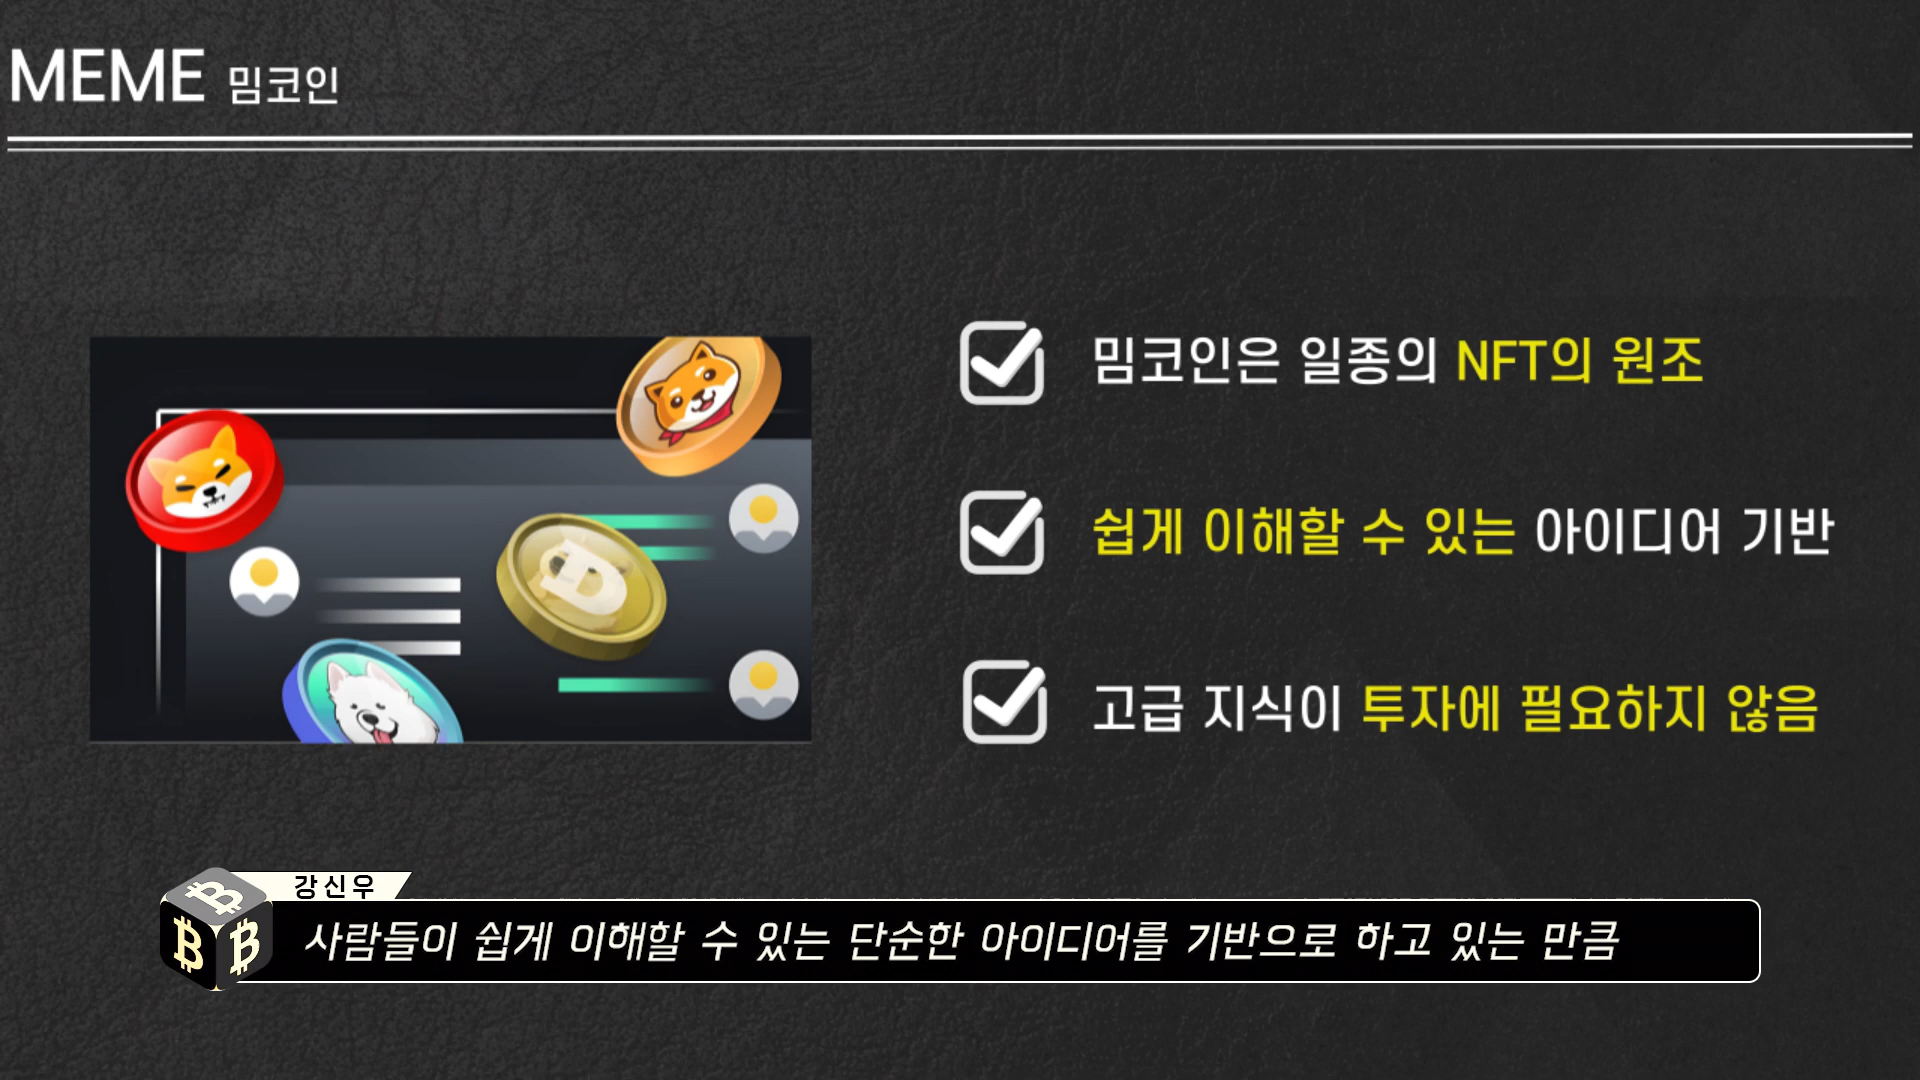 MEME 밈코인
밈코인은 일종의 NFT의 원조
쉽게 이해할 수 있는 아이디어 기반
고급 지식이 투자에 필요하지 않음
강신우
사람들이 쉽게 이해할 수 있는 단순한 아이디어를 기반으로 하고 있는 만큼